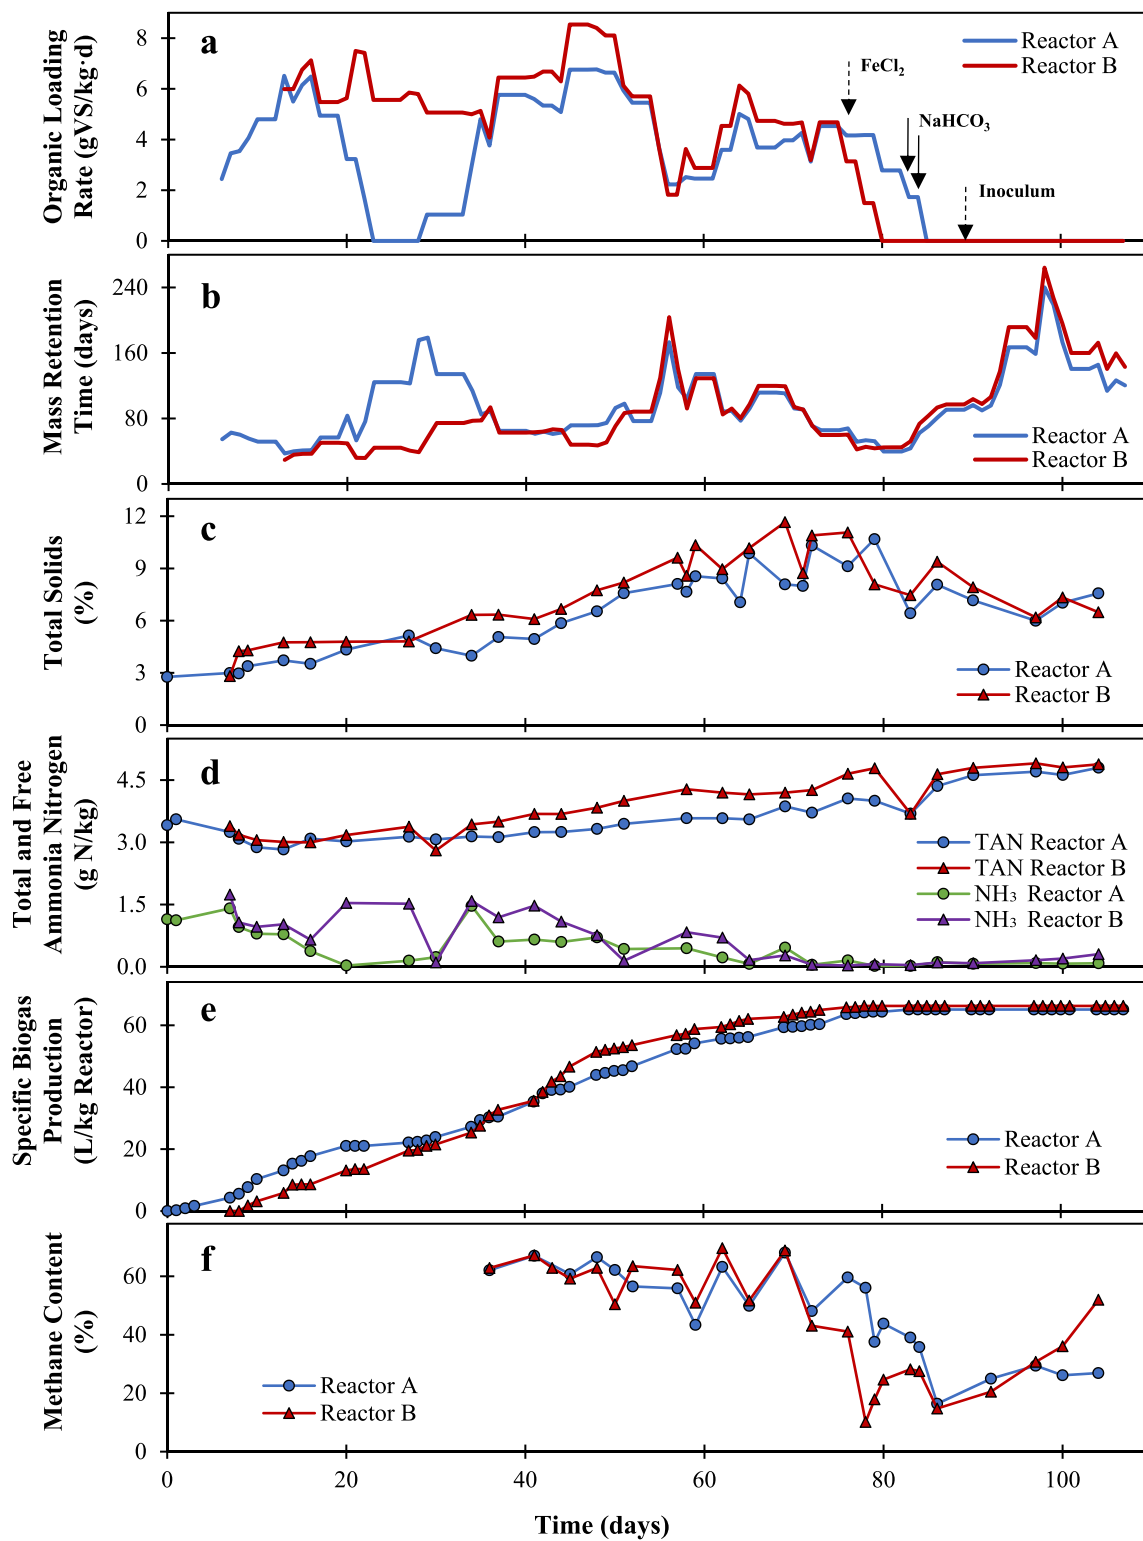 a
Organic Loading
Rate (gVS/kg·d)
8
6
4
2
0
Reactor A
Reactor B
FeCl₂
NaHCO₃
Inoculum
b
Mass Retention
Time (days)
240
160
80
0
Reactor A
Reactor B
c
Total Solids
(%)
12
9
6
3
0
Reactor A
Reactor B
d
Total and Free
Ammonia Nitrogen
(g N/kg)
4.5
3.0
1.5
0.0
TAN Reactor A
TAN Reactor B
NH₃ Reactor A
NH₃ Reactor B
e
Specific Biogas
Production
(L/kg Reactor)
60
40
20
0
Reactor A
Reactor B
f
Methane Content
(%)
60
40
20
0
Reactor A
Reactor B
0 20 40 60 80 100
Time (days)